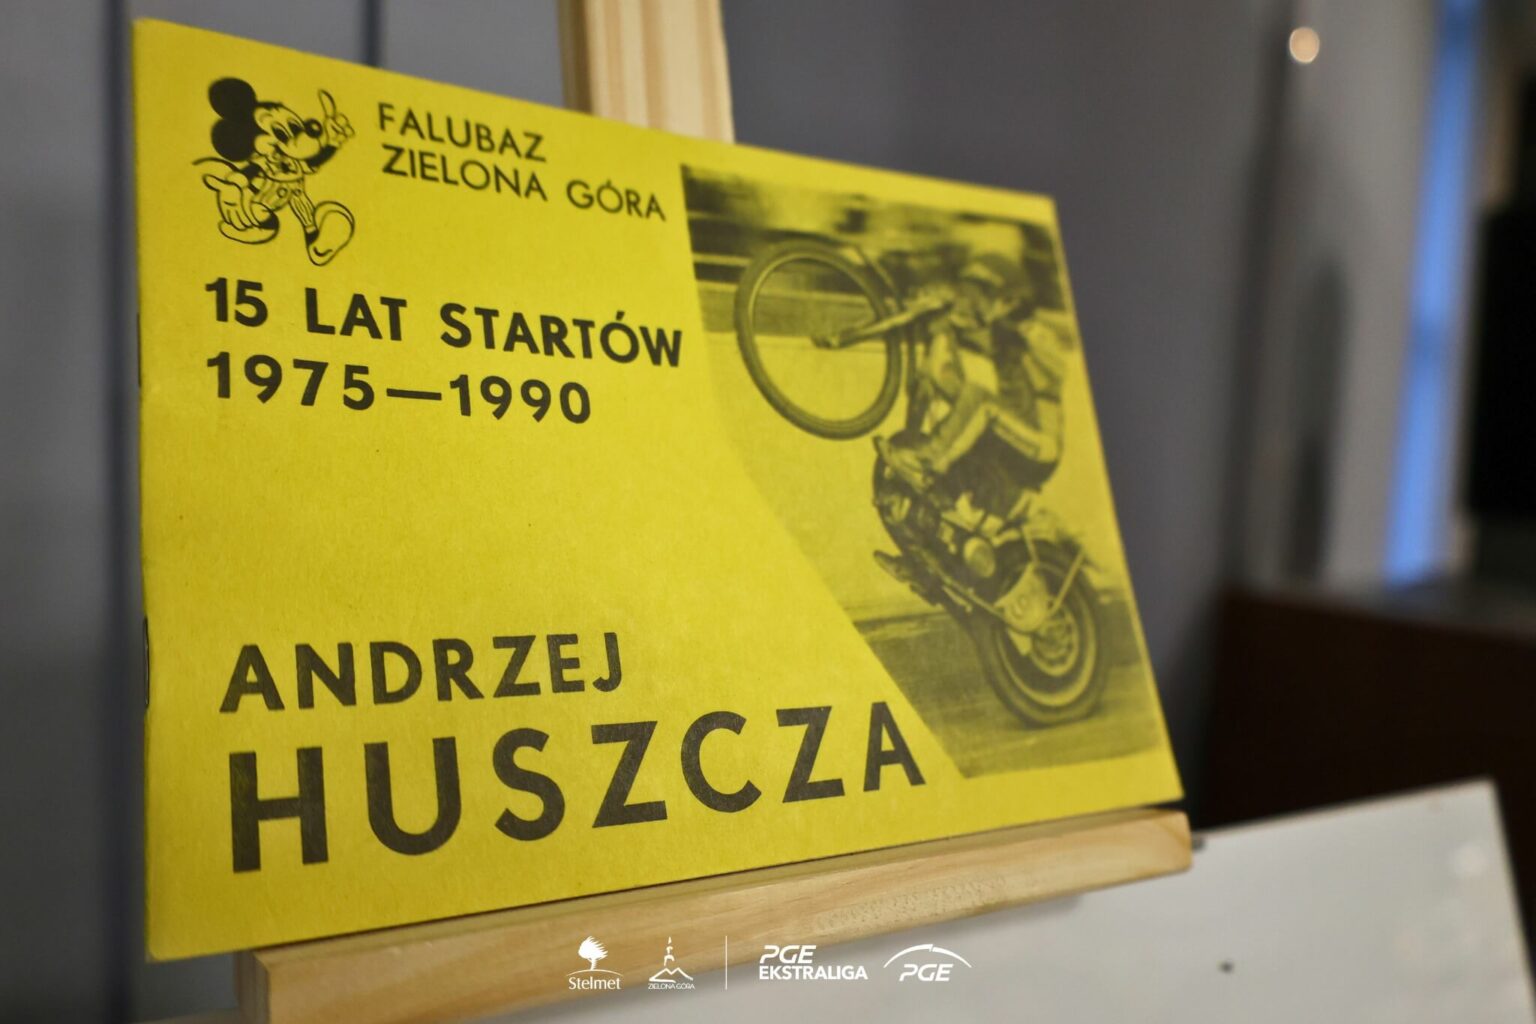 FALUBAZ
ZIELONA GÓRA
15 LAT STARTÓW
1975—1990
ANDRZEJ
HUSZCZA
Stelmet
ZIELONA GÓRA
PGE
EKSTRALIGA
PGE